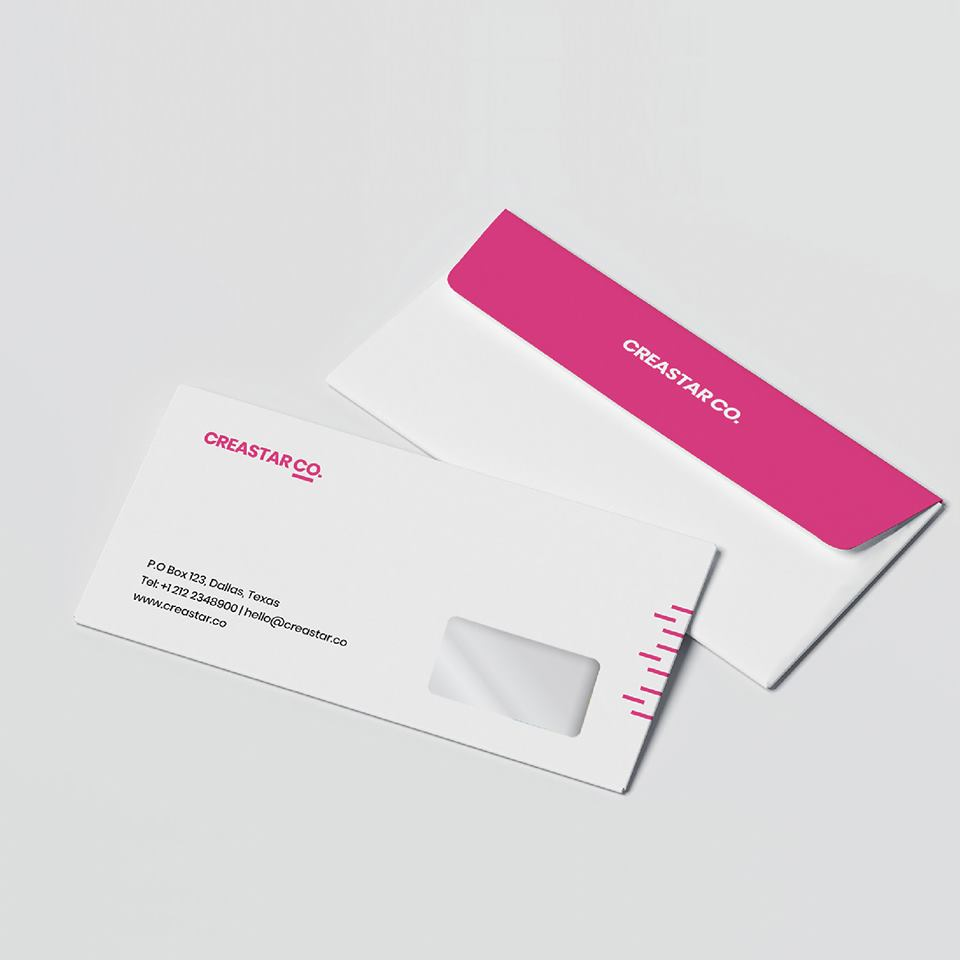 CREASTAR CO.
CREASTAR CO.
P.O Box 123, Dallas, Texas
Tel: +1 212 2348900 | hello@creastar.co
www.creastar.co